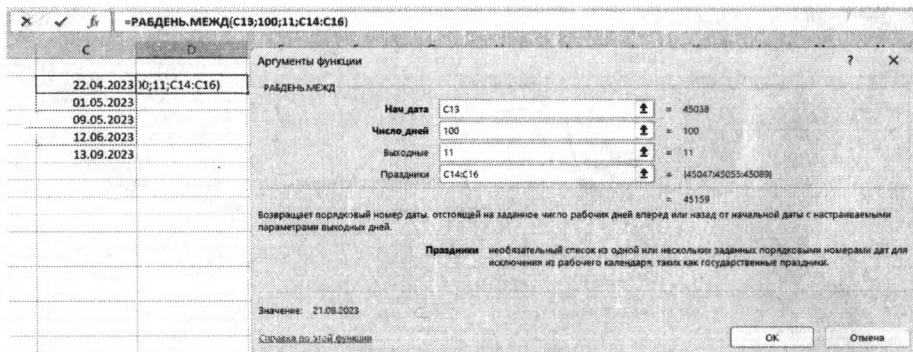 =РАБДЕНЬ.МЕЖД(C13;100;11;C14:C16)
C D
22.04.2023 00;11;C14:C16)
01.05.2023
09.05.2023
12.06.2023
13.09.2023
Аргументы функции ? ×
РАБДЕНЬ.МЕЖД
Нач_дата C13 = 45038
Число_дней 100 = 100
Выходные 11 = 11
Праздники C14:C16 = {45047:45055:45089}
= 45159
Возвращает порядковый номер даты, отстоящей на заданное число рабочих дней вперед или назад от начальной даты с настраиваемыми
параметрами выходных дней.
Праздники необязательный список из одной или нескольких заданных порядковыми номерами дат для
исключения из рабочего календаря, таких как государственные праздники.
Значение: 21.08.2023
Справка по этой функции
ОК Отмена